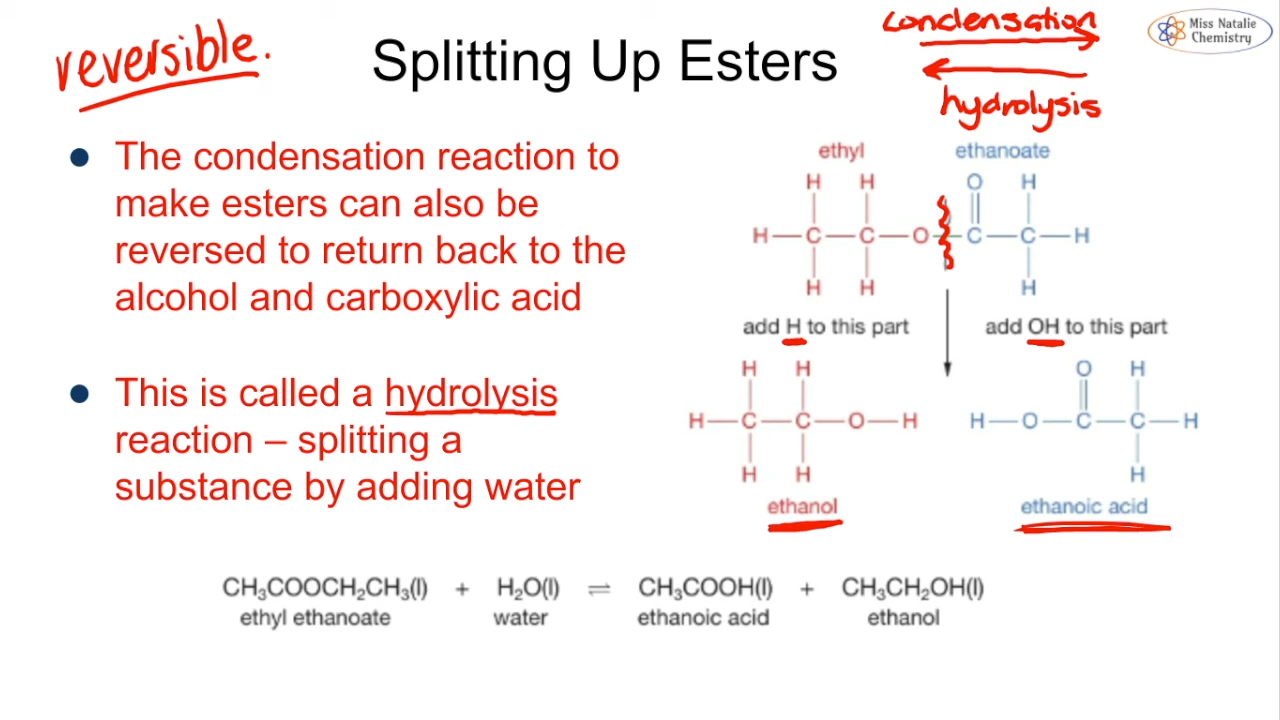 reversible.
Splitting Up Esters
condensation
hydrolysis
Miss Natalie
Chemistry
● The condensation reaction to
make esters can also be
reversed to return back to the
alcohol and carboxylic acid
● This is called a hydrolysis
reaction – splitting a
substance by adding water
ethyl ethanoate
H H O H
H—C—C—O—C—C—H
H H H
add H to this part add OH to this part
H H O H
H—C—C—O—H H—O—C—C—H
H H H
ethanol ethanoic acid
CH₃COOCH₂CH₃(l) + H₂O(l) ⇌ CH₃COOH(l) + CH₃CH₂OH(l)
ethyl ethanoate water ethanoic acid ethanol